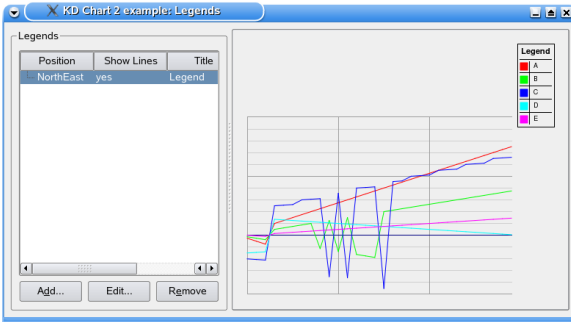 KD Chart 2 example: Legends
Legends
Position Show Lines Title
NorthEast yes Legend
Add... Edit... Remove
Legend
A
B
C
D
E